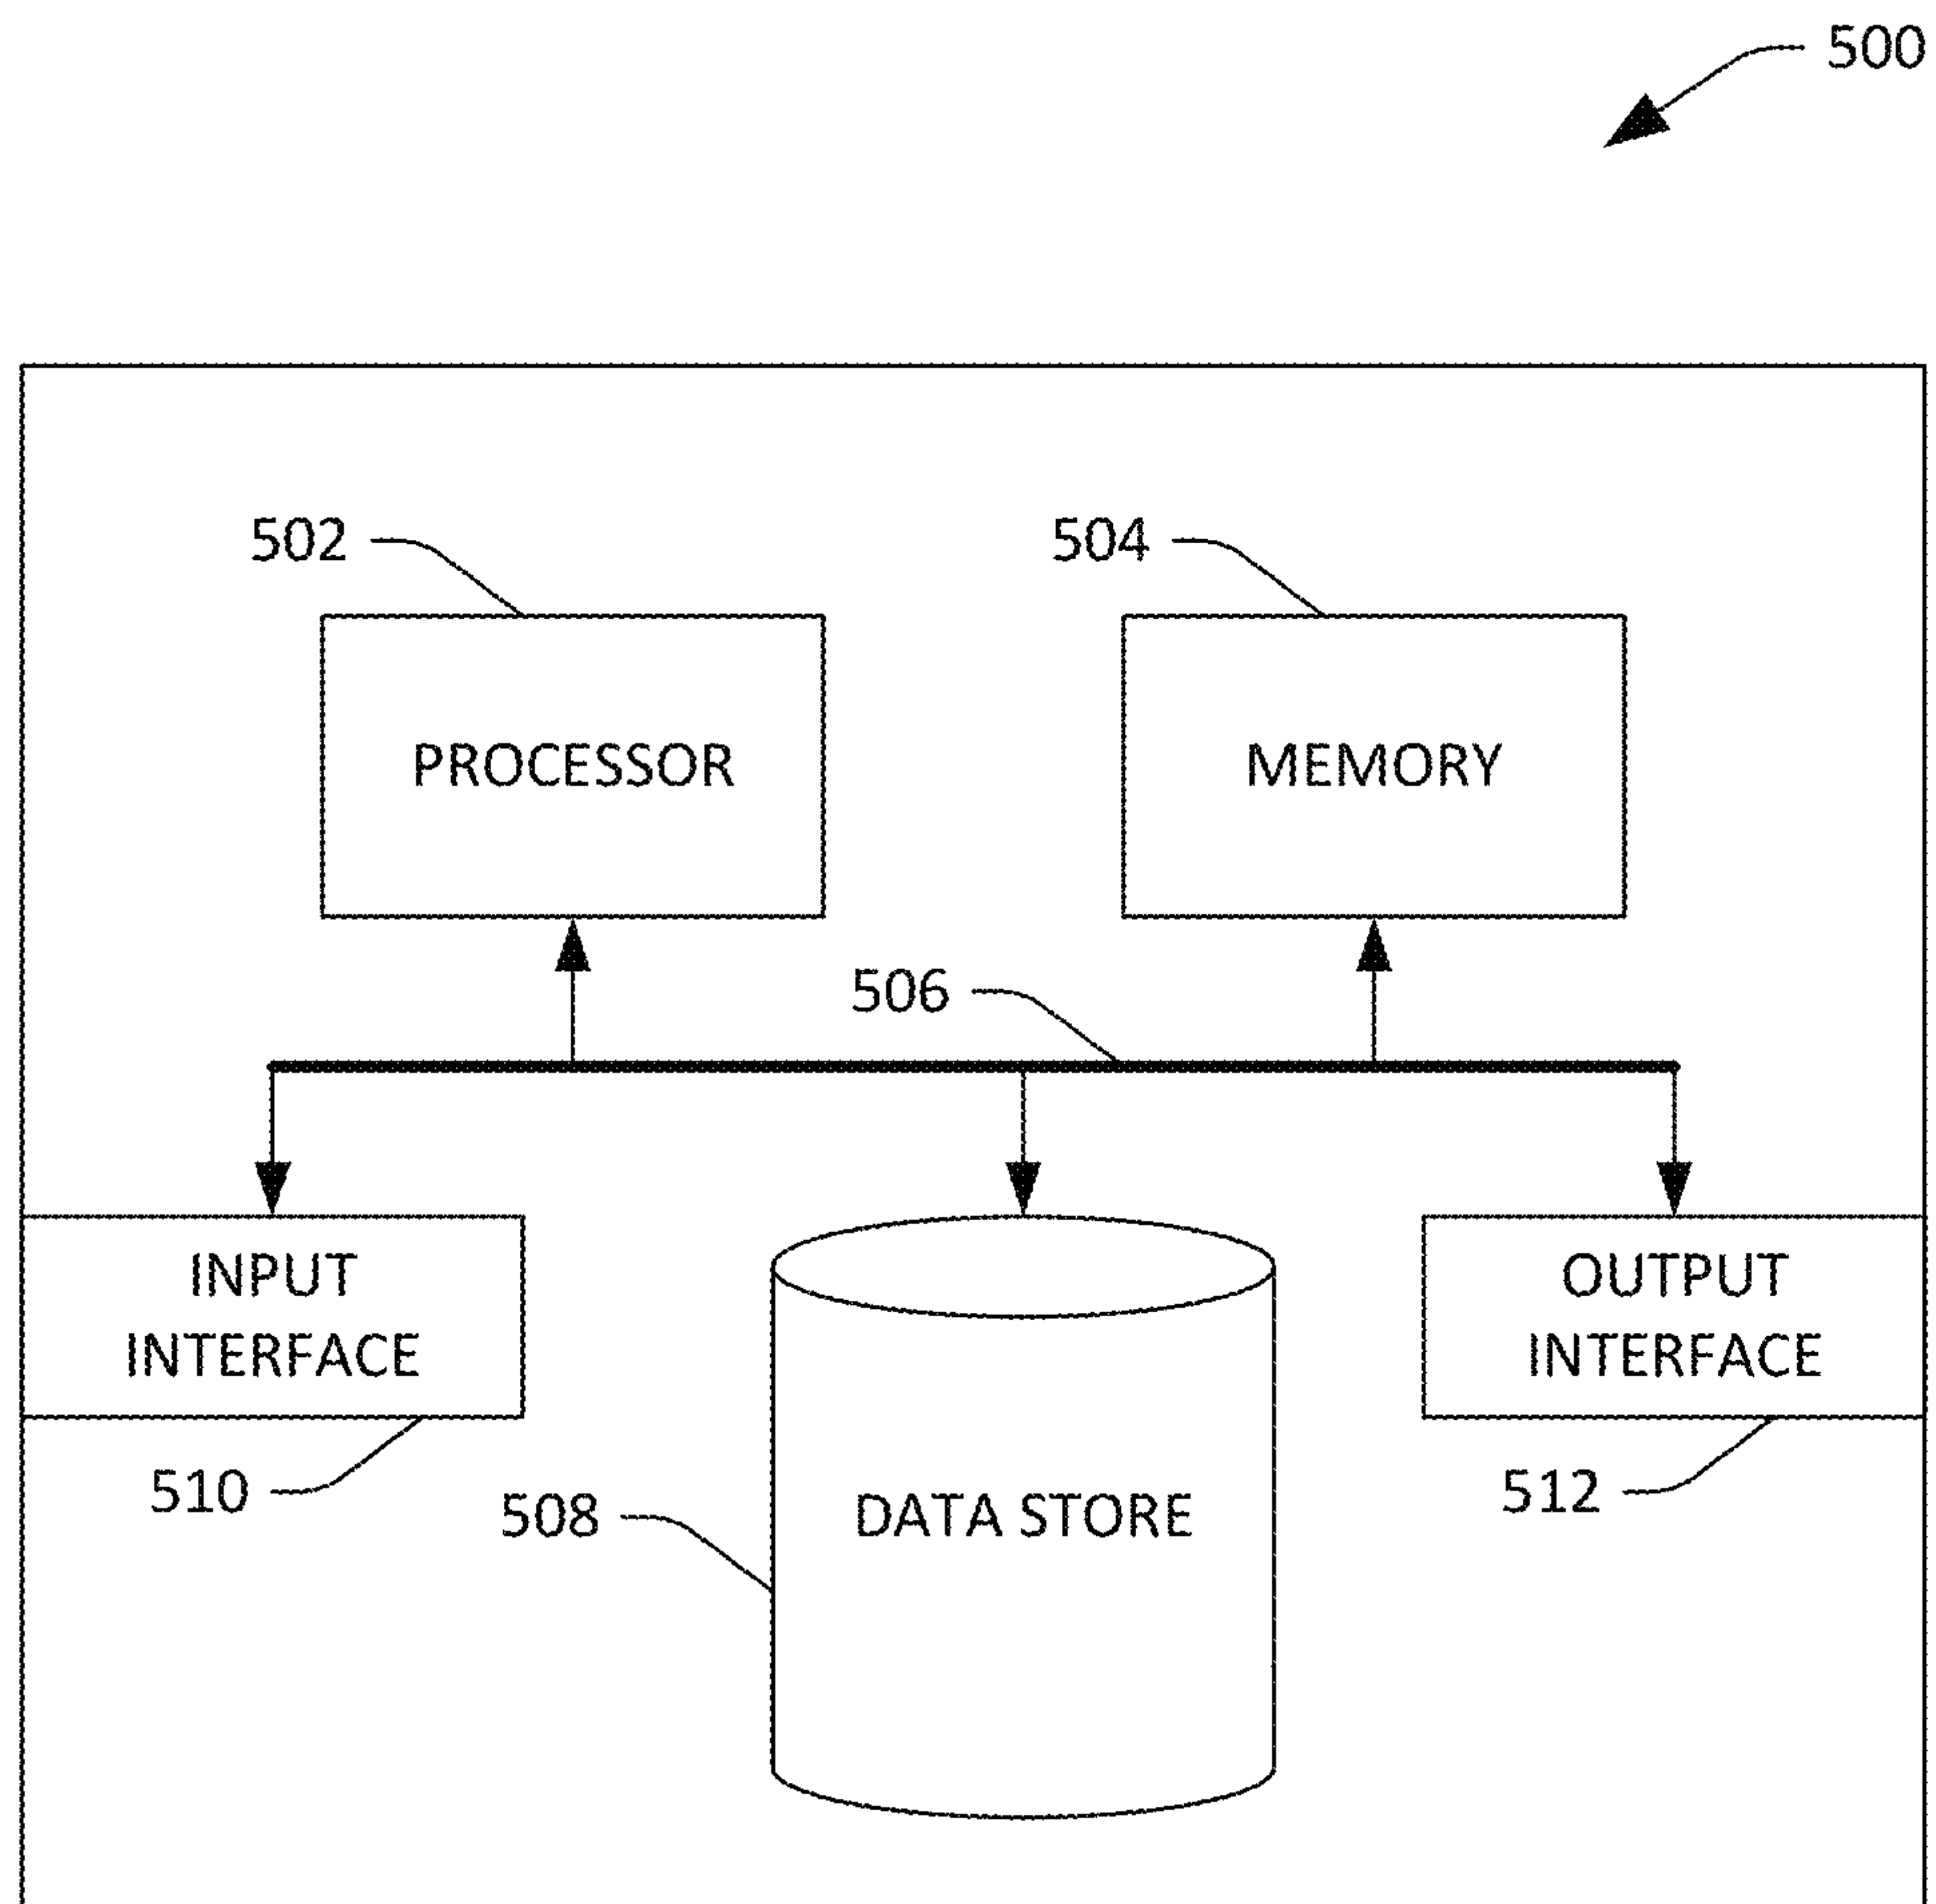 500
502
504
PROCESSOR
MEMORY
506
INPUT
INTERFACE
OUTPUT
INTERFACE
510
508
DATA STORE
512